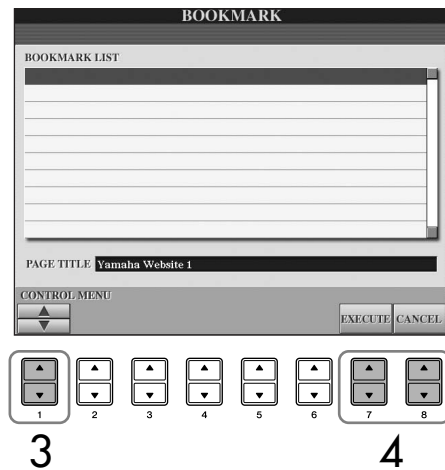 BOOKMARK
BOOKMARK LIST
PAGE TITLE Yamaha Website 1
CONTROL MENU
EXECUTE CANCEL
1 2 3 4 5 6 7 8
3 4